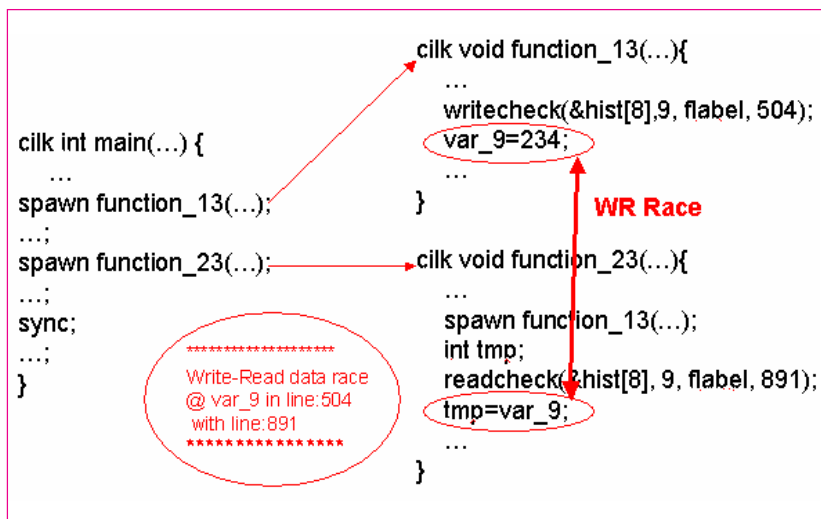 cilk int main(…) {
…
spawn function_13(…);
…;
spawn function_23(…);
…;
sync;
…;
}
********************
Write-Read data race
@ var_9 in line:504
with line:891
****************
cilk void function_13(…){
…
writecheck(&hist[8],9, flabel, 504);
var_9=234;
…
}
WR Race
cilk void function_23(…){
…
spawn function_13(…);
int tmp;
readcheck(&hist[8], 9, flabel, 891);
tmp=var_9;
…
}